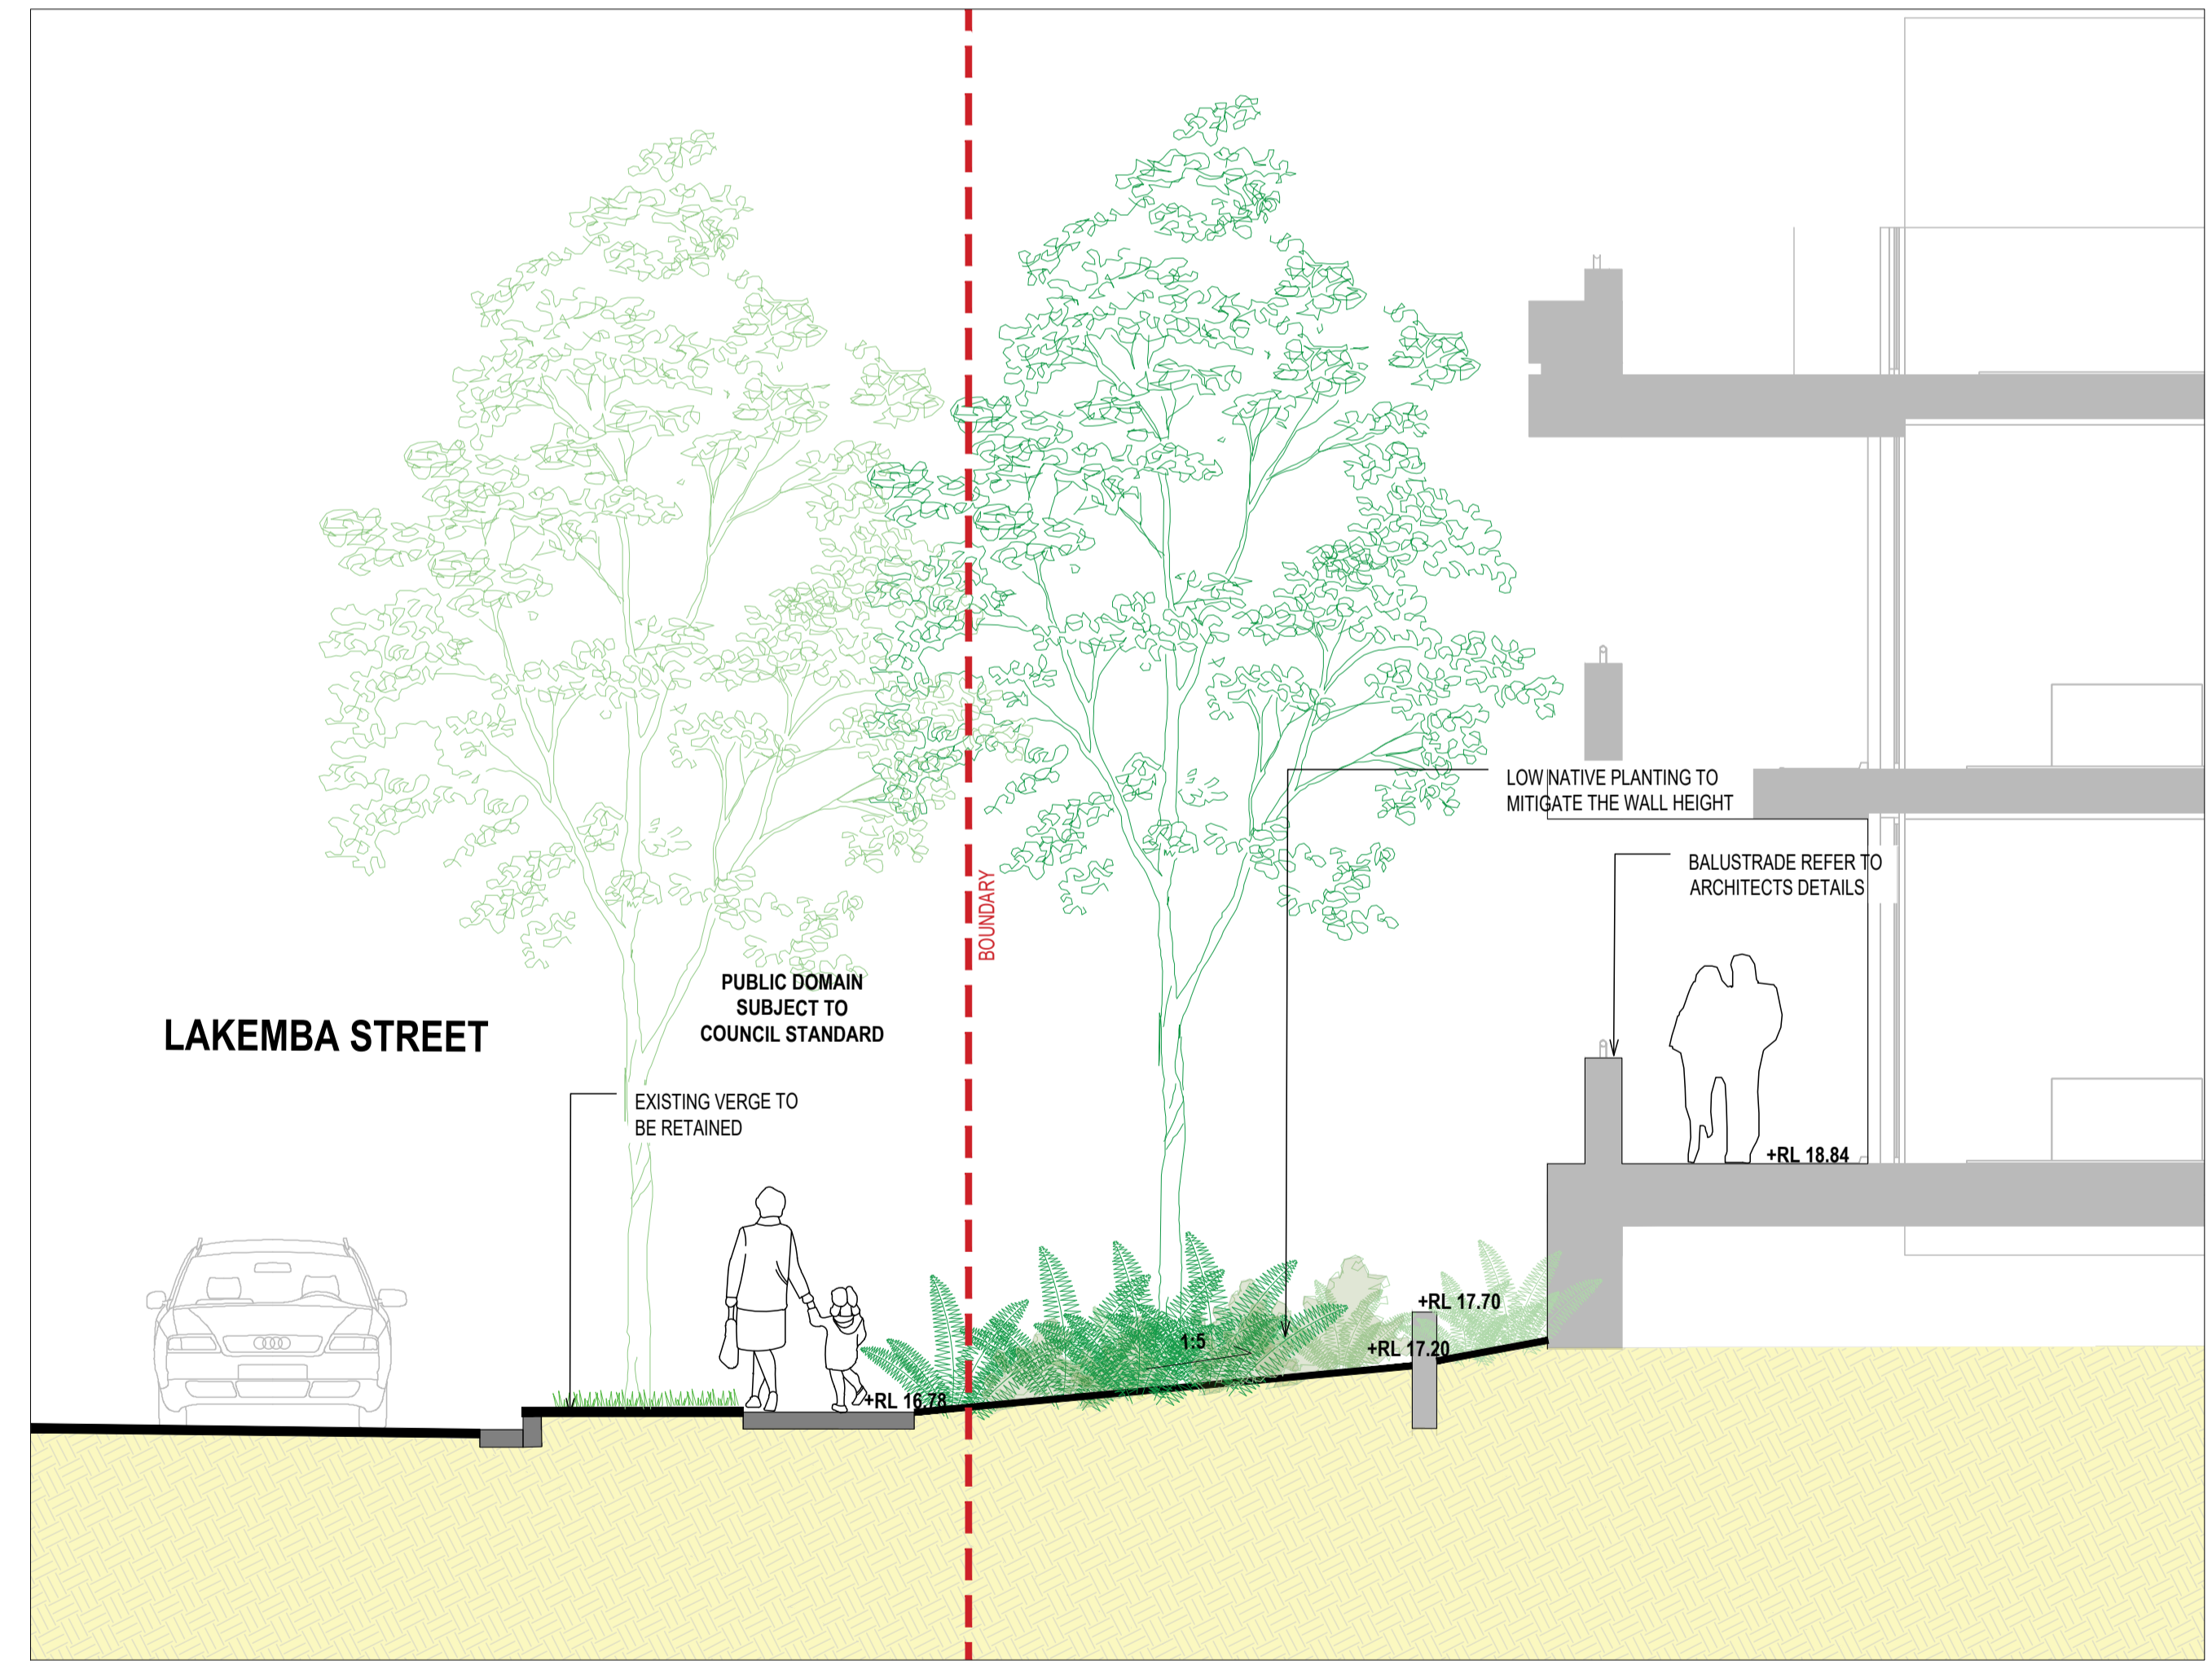 LOW NATIVE PLANTING TO
MITIGATE THE WALL HEIGHT
BALUSTRADE REFER TO
ARCHITECTS DETAILS
BOUNDARY
PUBLIC DOMAIN
SUBJECT TO
COUNCIL STANDARD
LAKEMBA STREET
EXISTING VERGE TO
BE RETAINED
+RL 18.84
+RL 17.70
1:5
+RL 17.20
+RL 16.78